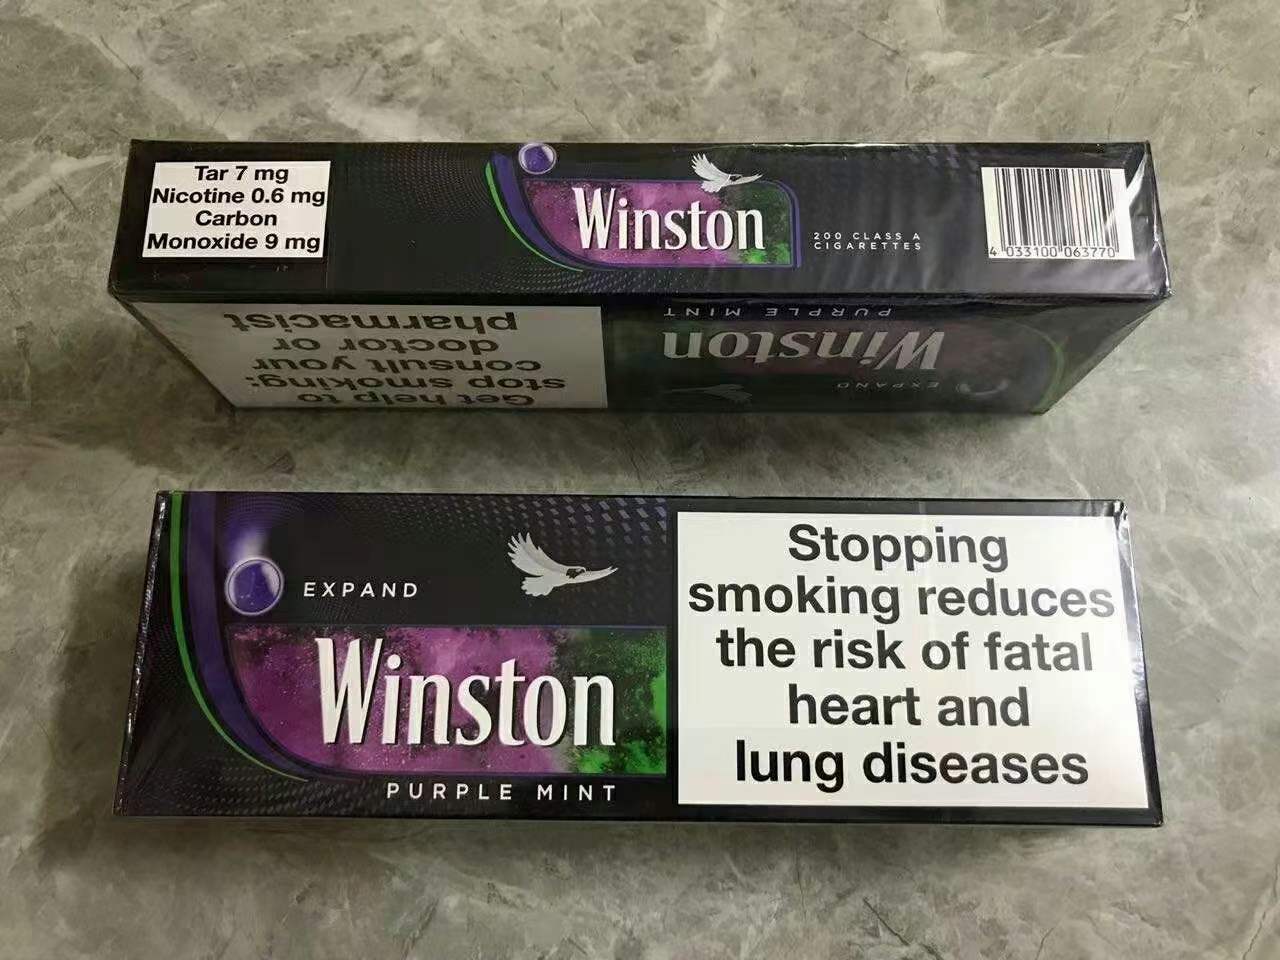 Tar 7 mg
Nicotine 0.6 mg
Carbon
Monoxide 9 mg
Winston
200 CLASS A
CIGARETTES
4 033100 063770
Get help to
stop smoking:
consult your
doctor or
pharmacist
EXPAND
Winston
PURPLE MINT
EXPAND
Winston
PURPLE MINT
Stopping
smoking reduces
the risk of fatal
heart and
lung diseases